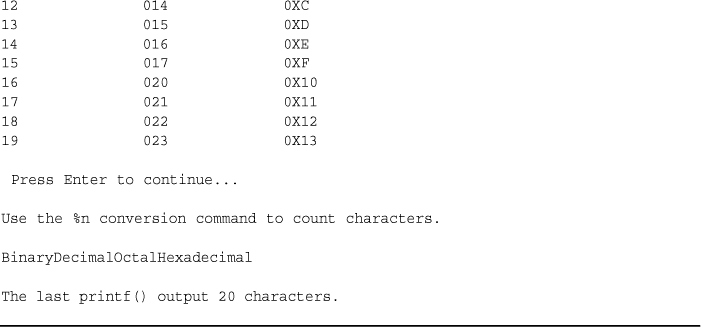 12 014 0XC
13 015 0XD
14 016 0XE
15 017 0XF
16 020 0X10
17 021 0X11
18 022 0X12
19 023 0X13
Press Enter to continue...
Use the %n conversion command to count characters.
BinaryDecimalOctalHexadecimal
The last printf() output 20 characters.